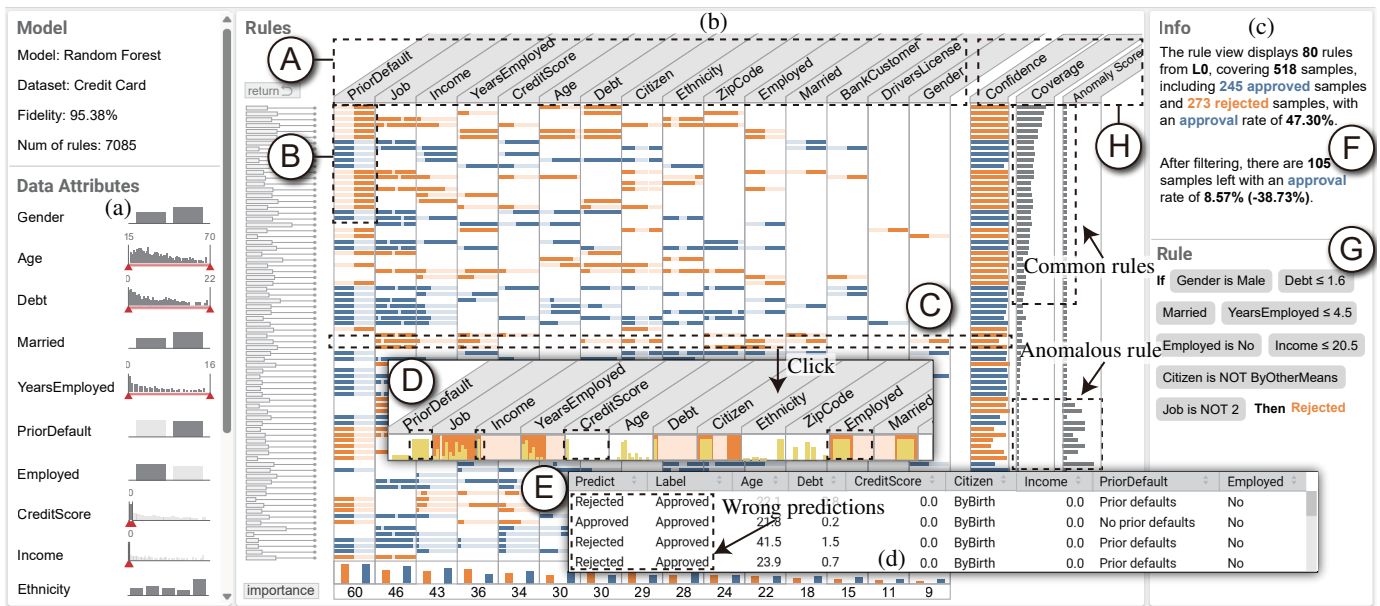 Model
Model: Random Forest
Dataset: Credit Card
Fidelity: 95.38%
Num of rules: 7085
Data Attributes
(a)
Gender
15 70
Age
0 22
Debt
Married
0 16
YearsEmployed
PriorDefault
Employed
0
CreditScore
0
Income
Ethnicity
Rules
(b)
A
return
PriorDefault
Job
Income
YearsEmployed
CreditScore
Age
Debt
Citizen
Ethnicity
ZipCode
Employed
Married
BankCustomer
DriversLicense
Gender
Confidence
Coverage
Anomaly Score
B
H
Common rules
C
Anomalous rule
Click
D
PriorDefault
Job
Income
YearsEmployed
CreditScore
Age
Debt
Citizen
Ethnicity
ZipCode
Employed
Married
E
Predict Label Age Debt CreditScore Citizen Income PriorDefault Employed
Rejected Approved 0.0 ByBirth 0.0 Prior defaults No
Approved Approved 0.2 0.0 ByBirth 0.0 No prior defaults No
Rejected Approved 41.5 1.5 0.0 ByBirth 0.0 Prior defaults No
Rejected Approved 23.9 0.7 0.0 ByBirth 0.0 Prior defaults No
Wrong predictions
(d)
importance
60 46 43 36 34 30 30 29 28 24 22 18 15 11 9
(c)
Info
The rule view displays 80 rules
from L0, covering 518 samples,
including 245 approved samples
and 273 rejected samples, with
an approval rate of 47.30%.
F
After filtering, there are 105
samples left with an approval
rate of 8.57% (-38.73%).
G
Rule
If Gender is Male Debt ≤ 1.6
Married YearsEmployed ≤ 4.5
Employed is No Income ≤ 20.5
Citizen is NOT ByOtherMeans
Job is NOT 2 Then Rejected